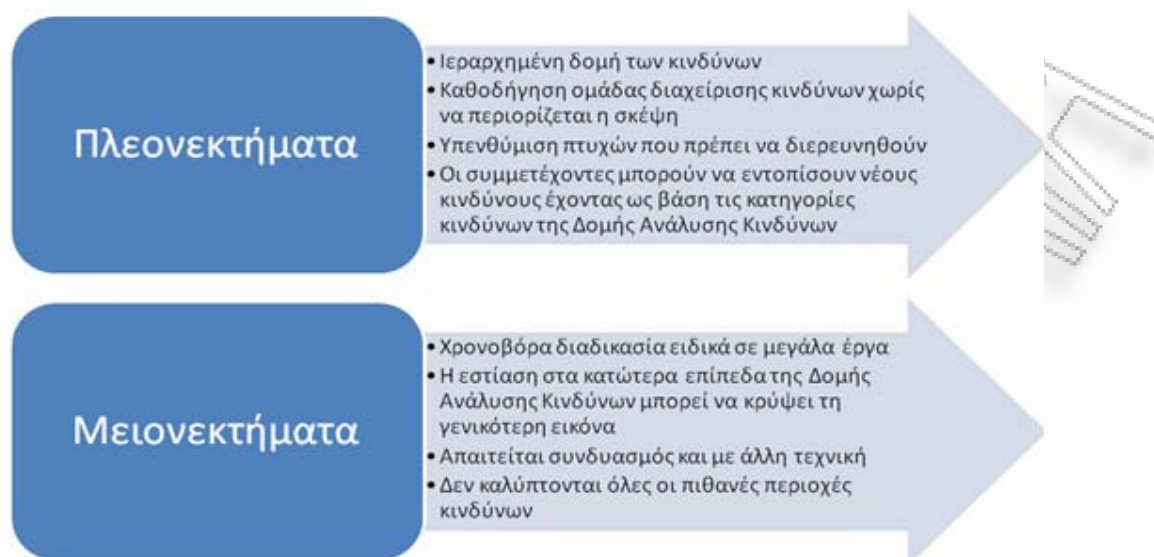 Πλεονεκτήματα
• Ιεραρχημένη δομή των κινδύνων
• Καθοδήγηση ομάδας διαχείρισης κινδύνων χωρίς
να περιορίζεται η σκέψη
• Υπενθύμιση πτυχών που πρέπει να διερευνηθούν
• Οι συμμετέχοντες μπορούν να εντοπίσουν νέους
κινδύνους έχοντας ως βάση τις κατηγορίες
κινδύνων της Δομής Ανάλυσης Κινδύνων
Μειονεκτήματα
• Χρονοβόρα διαδικασία ειδικά σε μεγάλα έργα
• Η εστίαση στα κατώτερα επίπεδα της Δομής
Ανάλυσης Κινδύνων μπορεί να κρύψει τη
γενικότερη εικόνα
• Απαιτείται συνδυασμός και με άλλη τεχνική
• Δεν καλύπτονται όλες οι πιθανές περιοχές
κινδύνων